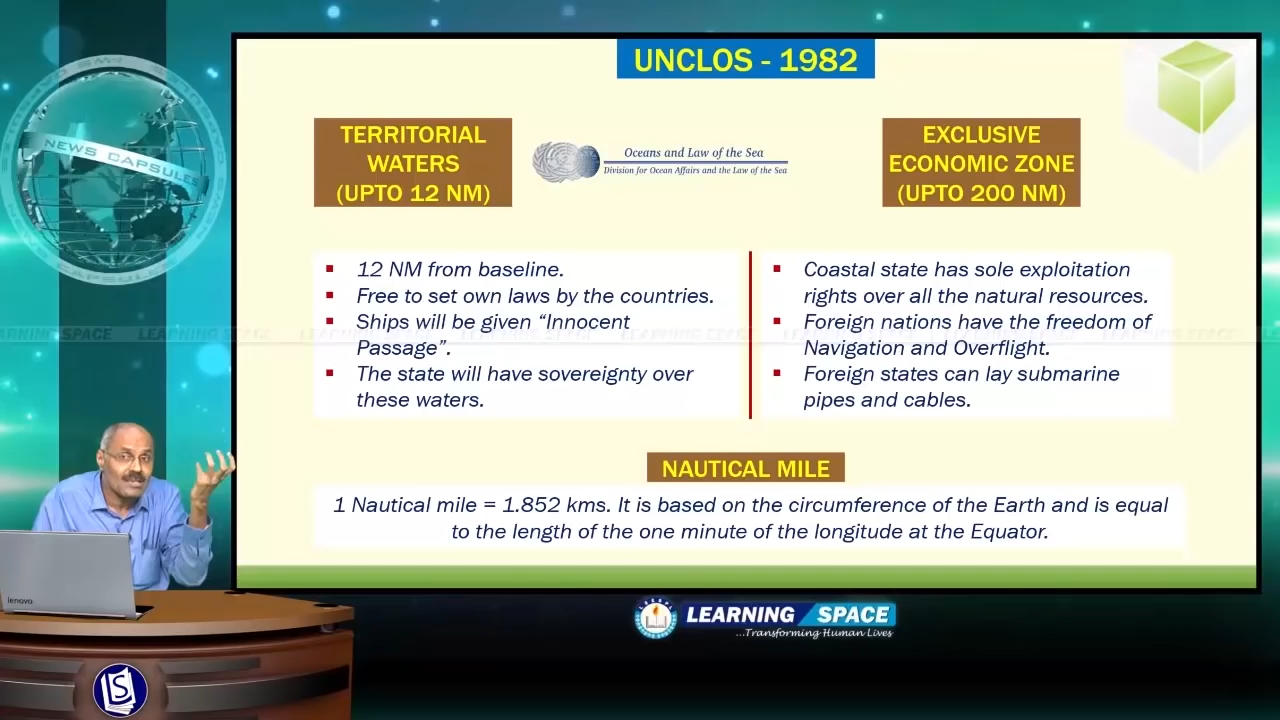 UNCLOS - 1982
TERRITORIAL
WATERS
(UPTO 12 NM)
Oceans and Law of the Sea
Division for Ocean Affairs and the Law of the Sea
EXCLUSIVE
ECONOMIC ZONE
(UPTO 200 NM)
NEWS CAPSULES
12 NM from baseline.
Free to set own laws by the countries.
Ships will be given “Innocent
Passage”.
The state will have sovereignty over
these waters.
Coastal state has sole exploitation
rights over all the natural resources.
Foreign nations have the freedom of
Navigation and Overflight.
Foreign states can lay submarine
pipes and cables.
LEARNING SPACE
NAUTICAL MILE
1 Nautical mile = 1.852 kms. It is based on the circumference of the Earth and is equal
to the length of the one minute of the longitude at the Equator.
lenovo
LEARNING SPACE
...Transforming Human Lives
LS